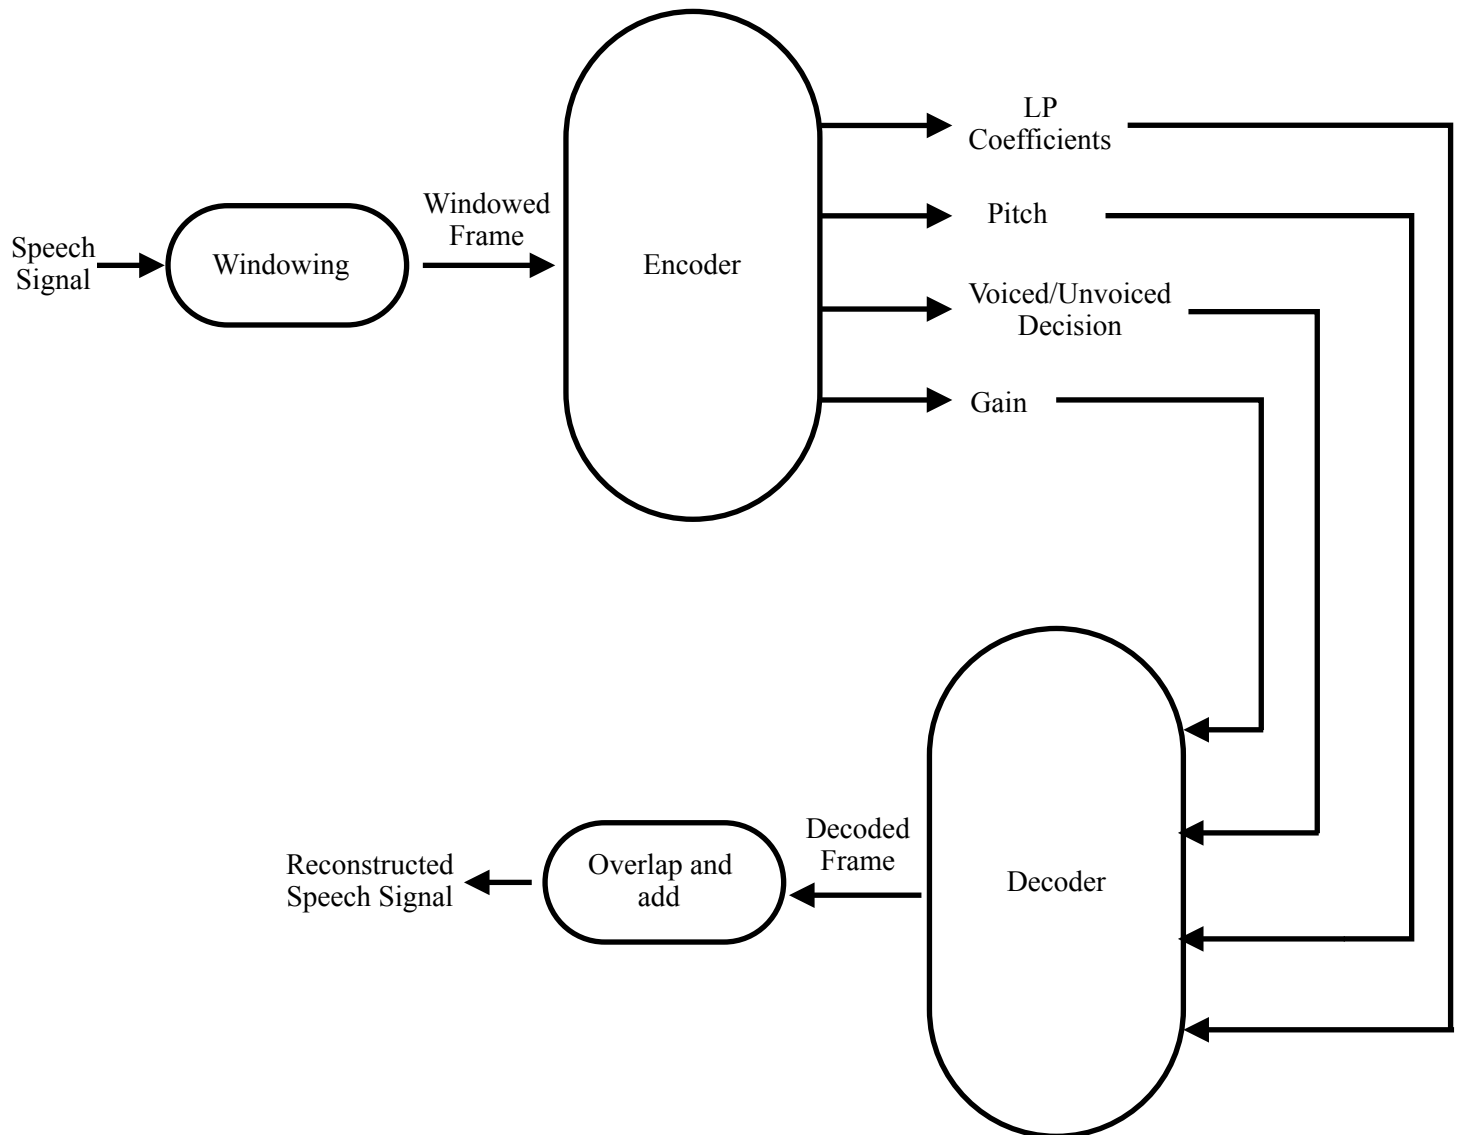 Speech
Signal
Windowing
Windowed
Frame
Encoder
LP
Coefficients
Pitch
Voiced/Unvoiced
Decision
Gain
Decoder
Decoded
Frame
Overlap and
add
Reconstructed
Speech Signal